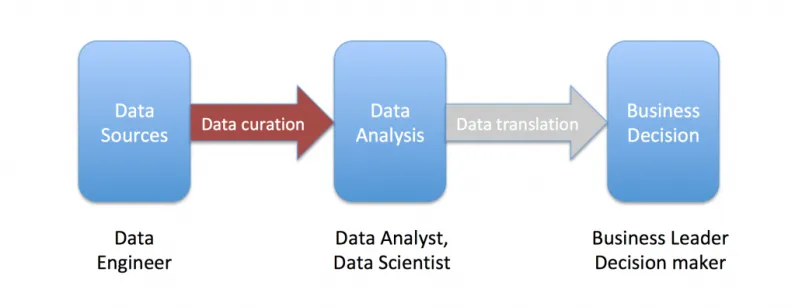 Data
Sources
Data curation
Data
Analysis
Data translation
Business
Decision
Data
Engineer
Data Analyst,
Data Scientist
Business Leader
Decision maker